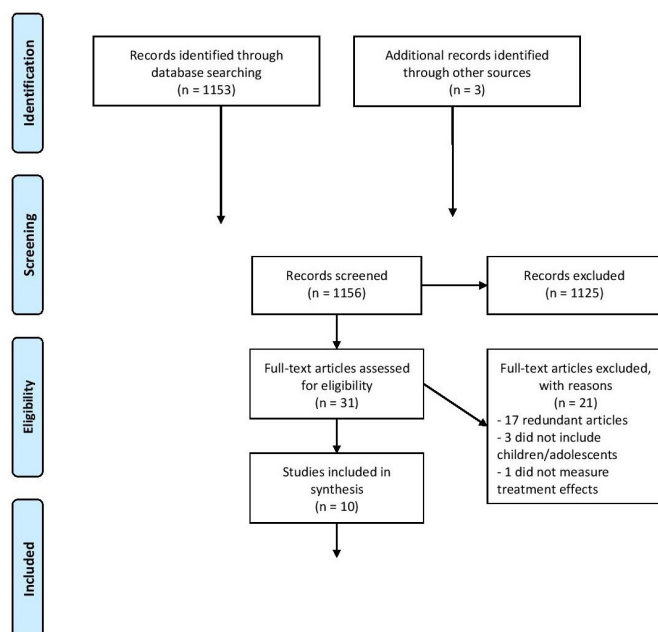 Identification
Records identified through
database searching
(n = 1153)
Additional records identified
through other sources
(n = 3)
Screening
Records screened
(n = 1156)
Records excluded
(n = 1125)
Eligibility
Full-text articles assessed
for eligibility
(n = 31)
Full-text articles excluded,
with reasons
(n = 21)
- 17 redundant articles
- 3 did not include
children/adolescents
- 1 did not measure
treatment effects
Studies included in
synthesis
(n = 10)
Included